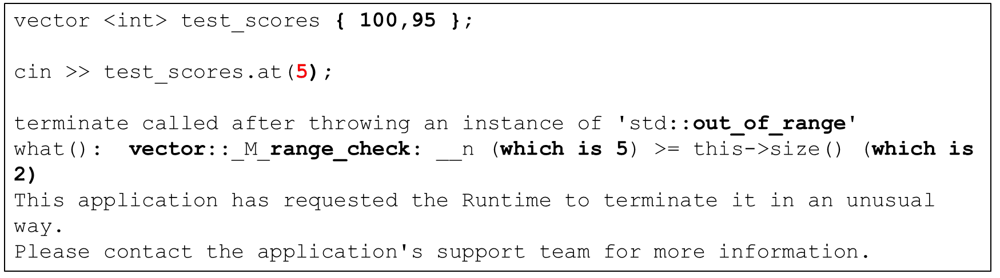 vector <int> test_scores { 100,95 };
cin >> test_scores.at(5);
terminate called after throwing an instance of 'std::out_of_range'
what():  vector::_M_range_check: __n (which is 5) >= this->size() (which is
2)
This application has requested the Runtime to terminate it in an unusual
way.
Please contact the application's support team for more information.